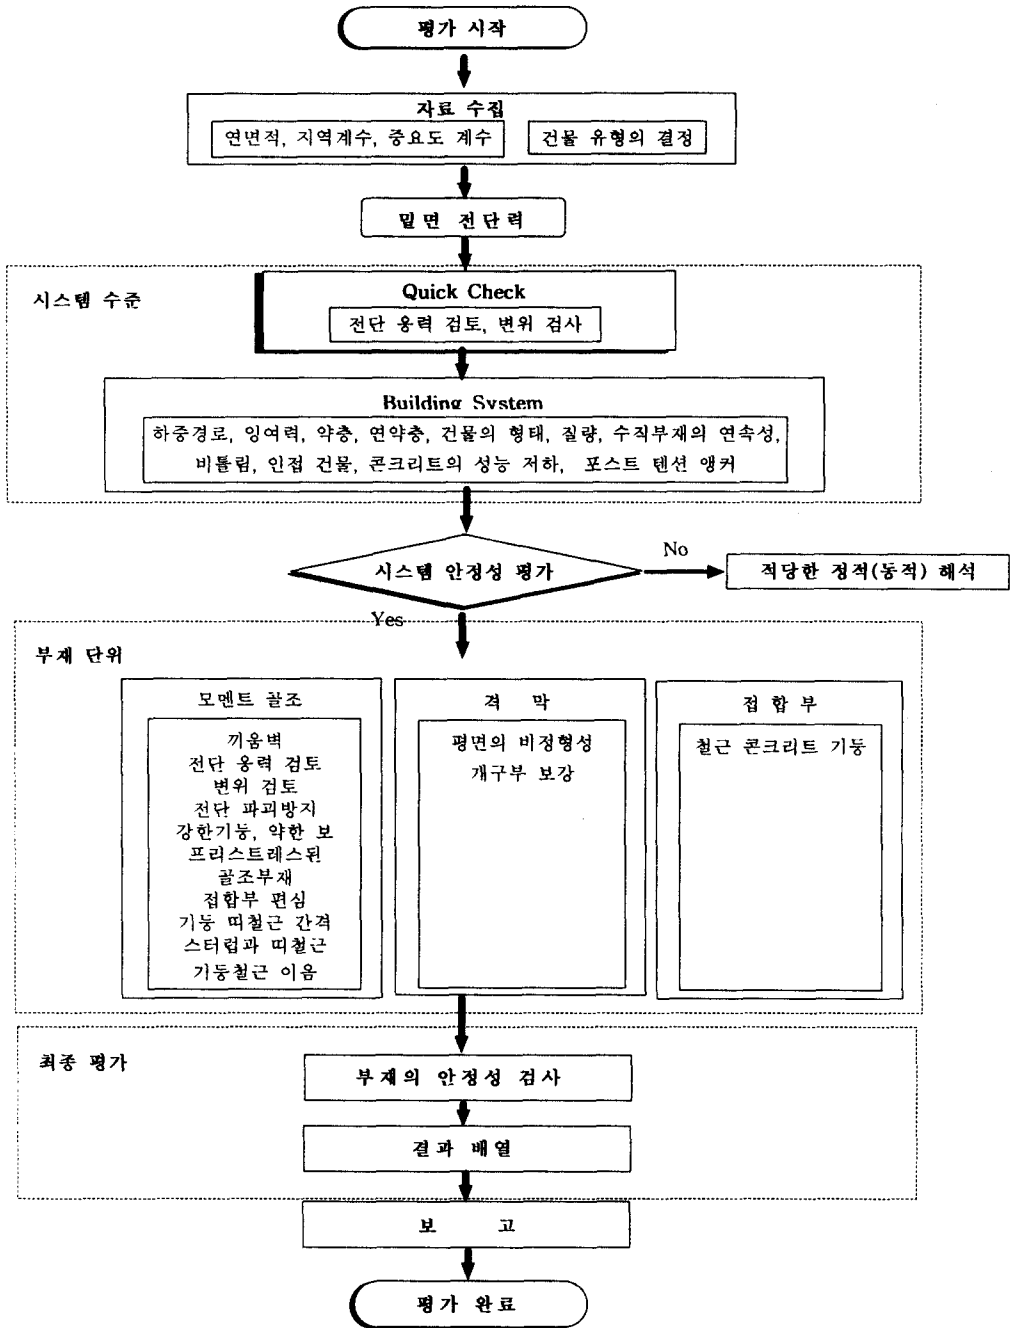 평가 시작
자료 수집
연면적, 지역계수, 중요도 계수
건물 유형의 결정
밑면 전단력
시스템 수준
Quick Check
전단 응력 검토, 변위 검사
Building System
하중경로, 잉여력, 약층, 연약층, 건물의 형태, 질량, 수직부재의 연속성,
비틀림, 인접 건물, 콘크리트의 성능 저하, 포스트 텐션 앵커
시스템 안정성 평가
No
적당한 정적(동적) 해석
Yes
부재 단위
모멘트 골조
끼움벽
전단 응력 검토
변위 검토
전단 파괴방지
강한기둥, 약한 보
프리스트레스된
골조부재
접합부 편심
기둥 띠철근 간격
스터럽과 띠철근
기둥철근 이음
격 막
평면의 비정형성
개구부 보강
접 합 부
철근 콘크리트 기둥
최종 평가
부재의 안정성 검사
결과 배열
보 고
평가 완료